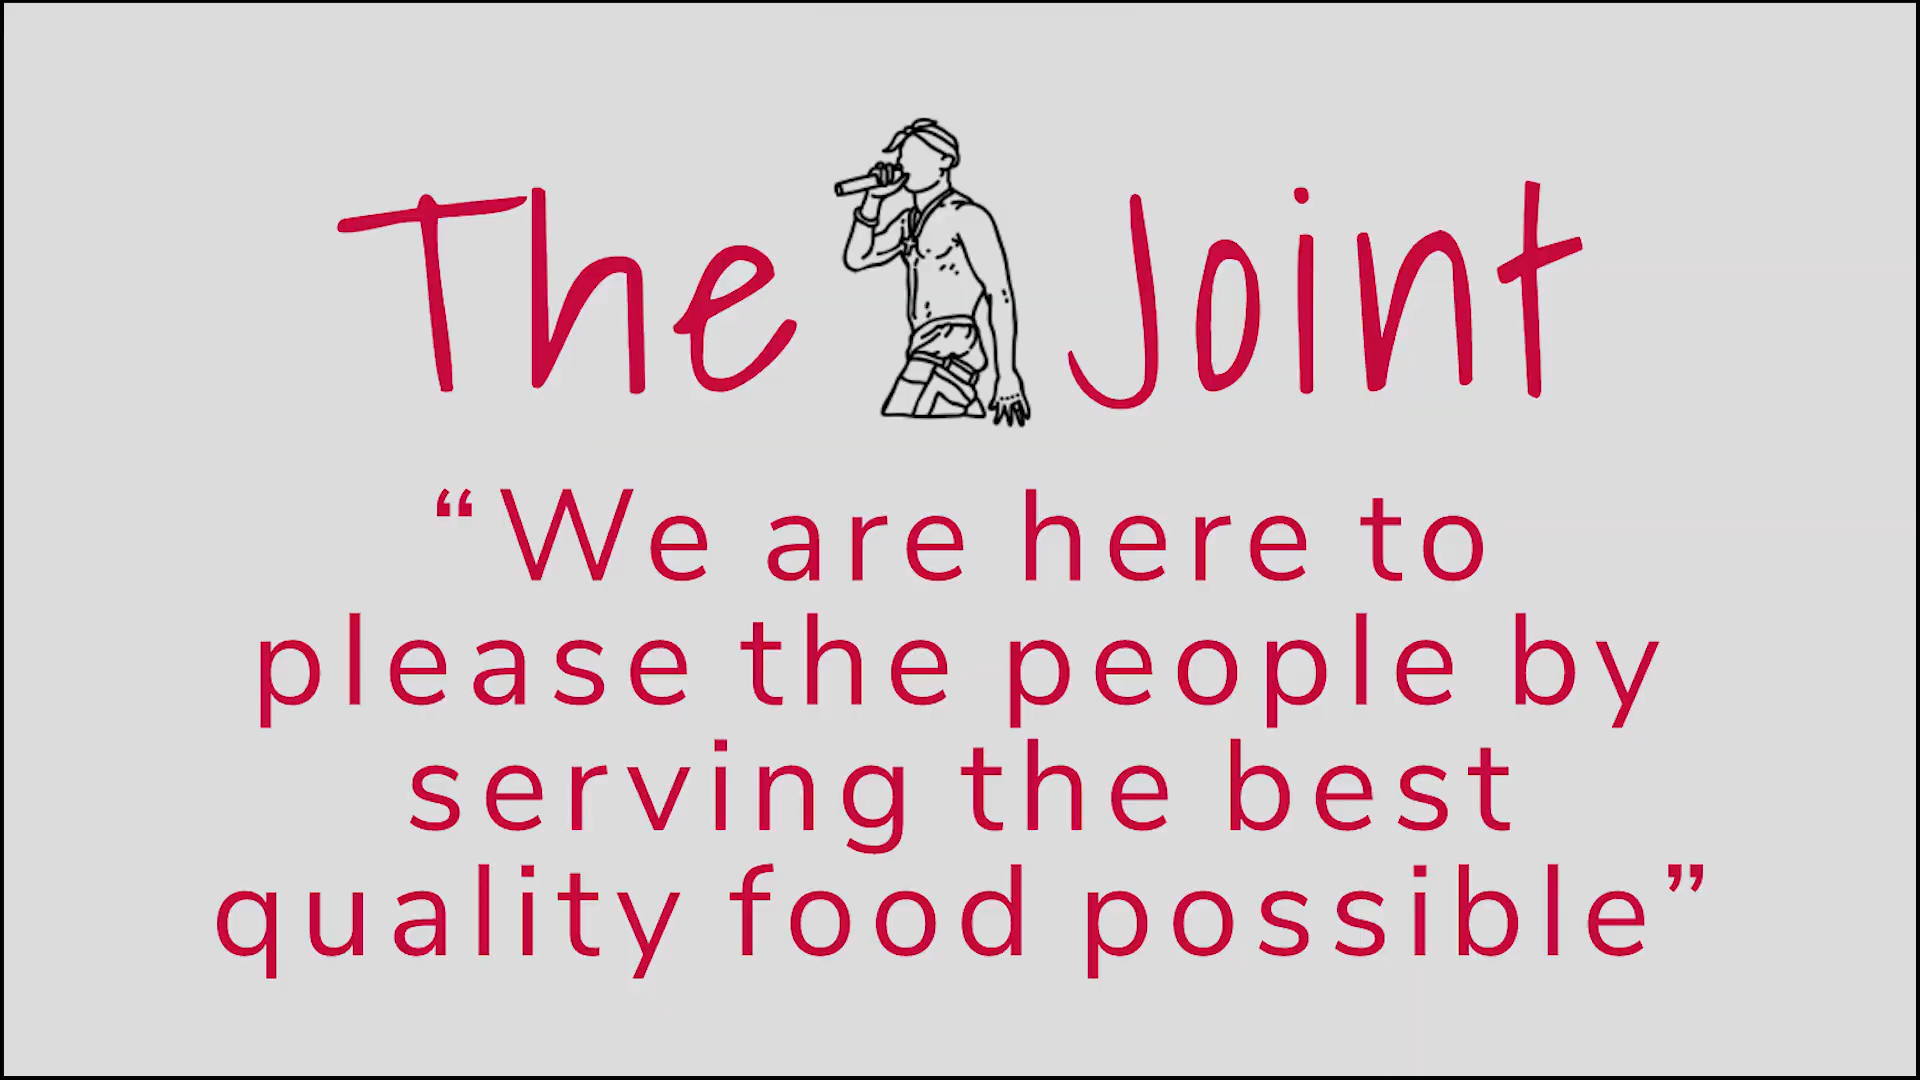 The Joint
“We are here to
please the people by
serving the best
quality food possible”